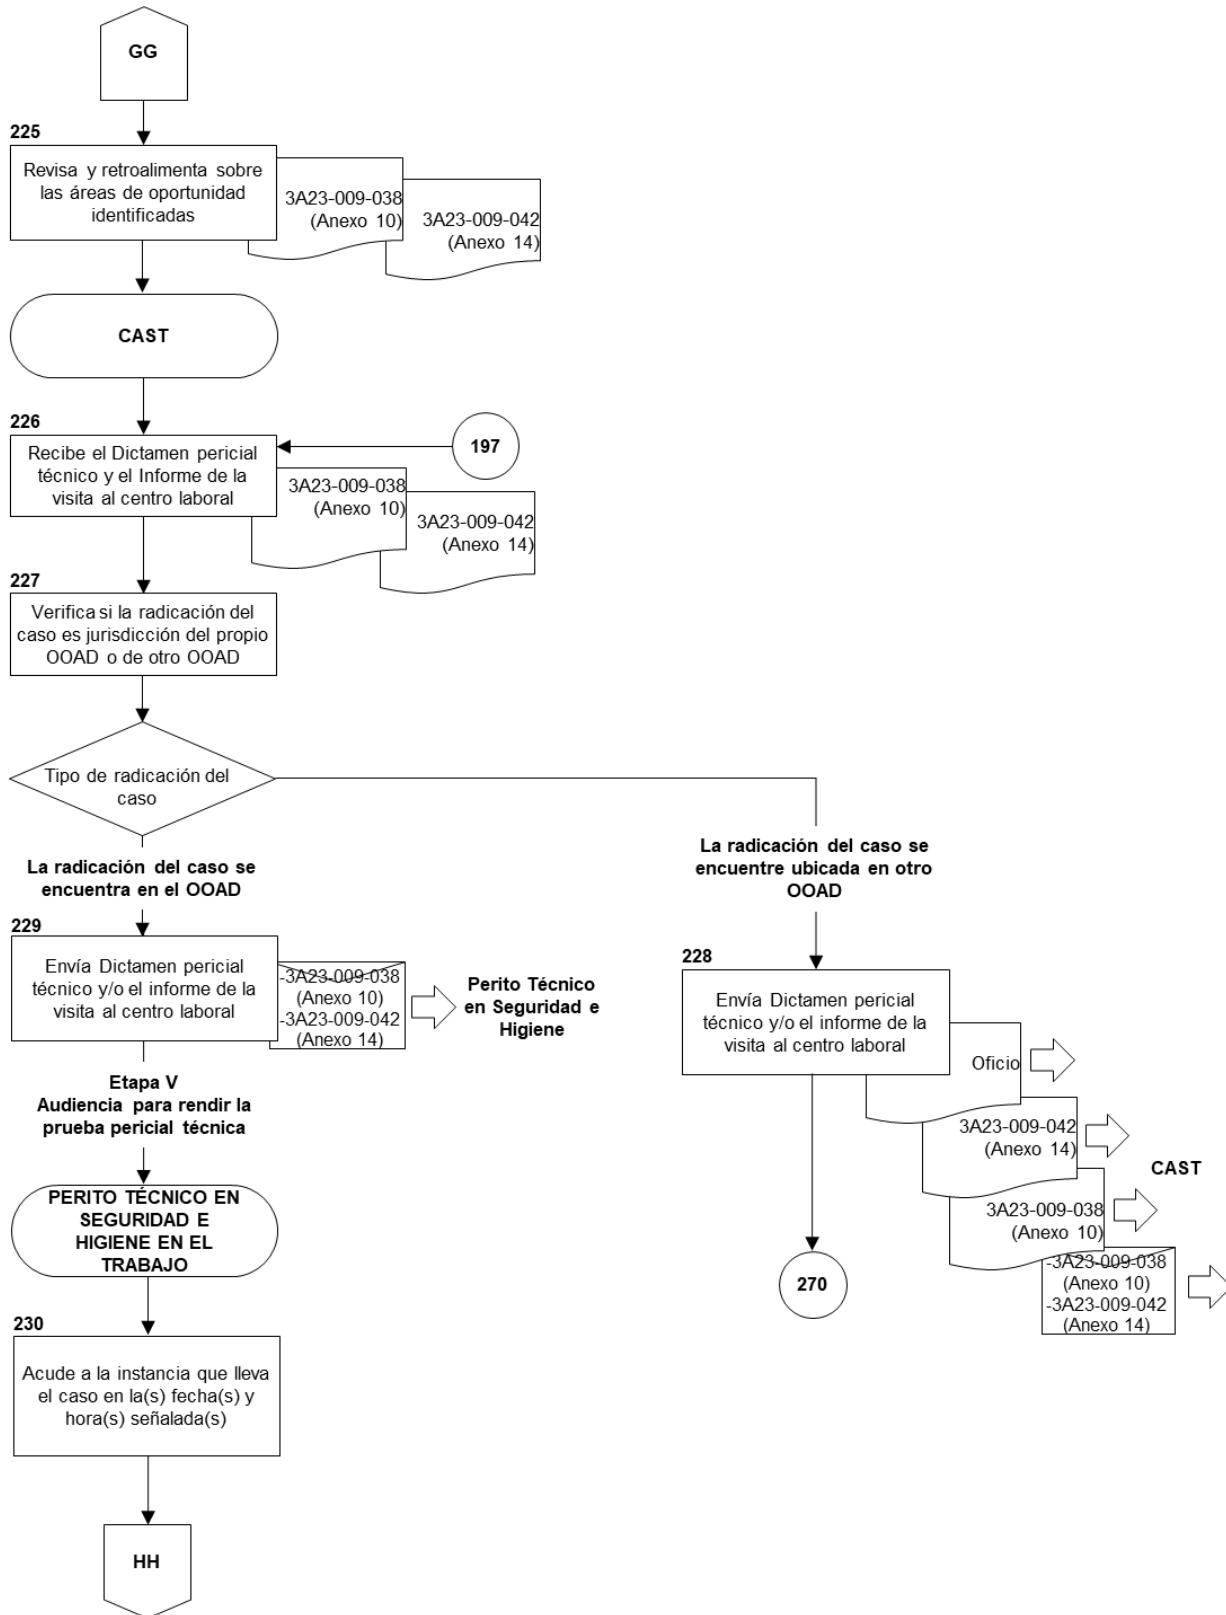 GG
225
Revisa y retroalimenta sobre
las áreas de oportunidad
identificadas
3A23-009-038
(Anexo 10)
3A23-009-042
(Anexo 14)
CAST
226
Recibe el Dictamen pericial
técnico y el Informe de la
visita al centro laboral
197
3A23-009-038
(Anexo 10)
3A23-009-042
(Anexo 14)
227
Verifica si la radicación del
caso es jurisdicción del propio
OOAD o de otro OOAD
Tipo de radicación del
caso
La radicación del caso se
encuentra en el OOAD
229
Envía Dictamen pericial
técnico y/o el informe de la
visita al centro laboral
-3A23-009-038
(Anexo 10)
-3A23-009-042
(Anexo 14)
Perito Técnico
en Seguridad e
Higiene
La radicación del caso se
encuentre ubicada en otro
OOAD
228
Envía Dictamen pericial
técnico y/o el informe de la
visita al centro laboral
Oficio
3A23-009-042
(Anexo 14)
CAST
3A23-009-038
(Anexo 10)
-3A23-009-038
(Anexo 10)
-3A23-009-042
(Anexo 14)
270
Etapa V
Audiencia para rendir la
prueba pericial técnica
PERITO TÉCNICO EN
SEGURIDAD E
HIGIENE EN EL
TRABAJO
230
Acude a la instancia que lleva
el caso en la(s) fecha(s) y
hora(s) señalada(s)
HH